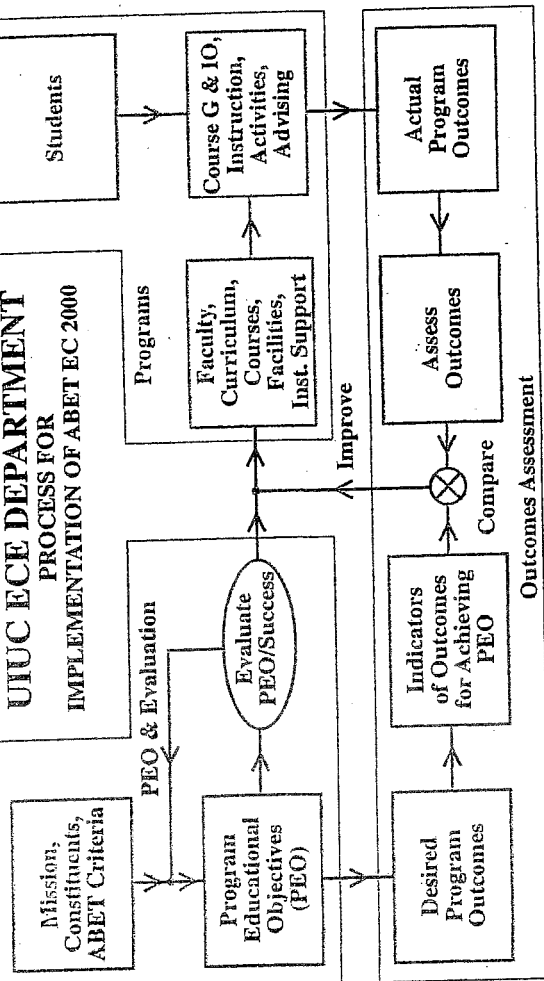 UIUC ECE DEPARTMENT
PROCESS FOR
IMPLEMENTATION OF ABET EC 2000
Mission,
Constituents,
ABET Criteria
PEO & Evaluation
Program
Educational
Objectives
(PEO)
Evaluate
PEO/Success
Programs
Students
Faculty,
Curriculum,
Courses,
Facilities,
Inst. Support
Course G & IO,
Instruction,
Activities,
Advising
Improve
Desired
Program
Outcomes
Indicators
of Outcomes
for Achieving
PEO
Compare
Assess
Outcomes
Actual
Program
Outcomes
Outcomes Assessment